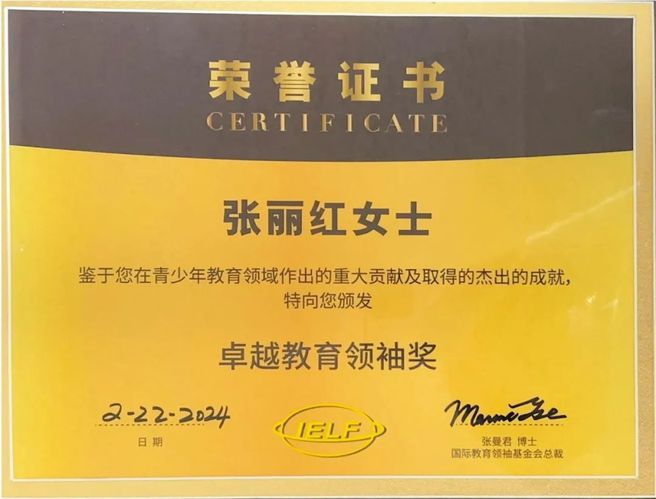 荣誉证书
CERTIFICATE
张丽红女士
鉴于您在青少年教育领域作出的重大贡献及取得的杰出的成就,
特向您颁发
卓越教育领袖奖
2-22-2024
日期
IELF
张曼君 博士
国际教育领袖基金会总裁